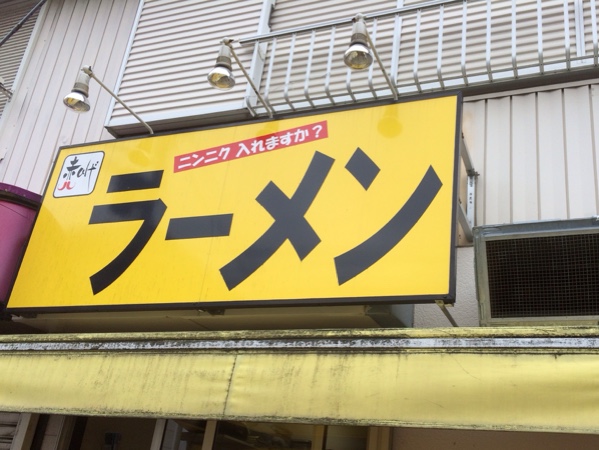 ニンニク 入れますか?
赤ひげ
ラーメン